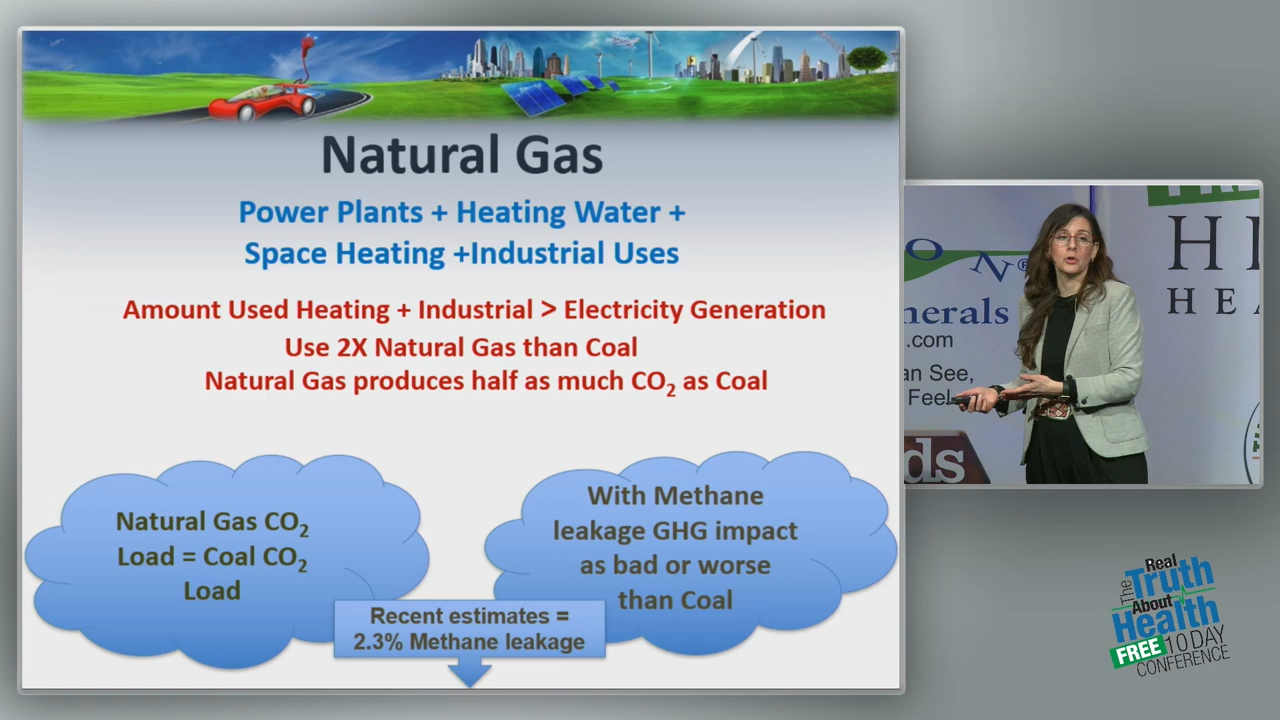 Natural Gas
Power Plants + Heating Water +
Space Heating +Industrial Uses
Amount Used Heating + Industrial > Electricity Generation
Use 2X Natural Gas than Coal
Natural Gas produces half as much CO2 as Coal
Natural Gas CO2
Load = Coal CO2
Load
With Methane
leakage GHG impact
as bad or worse
than Coal
Recent estimates =
2.3% Methane leakage
ON®
nerals
.com
an See,
Feel
ds
HI
HEA
The Real
Truth
About
Health
FREE 10 DAY
CONFERENCE